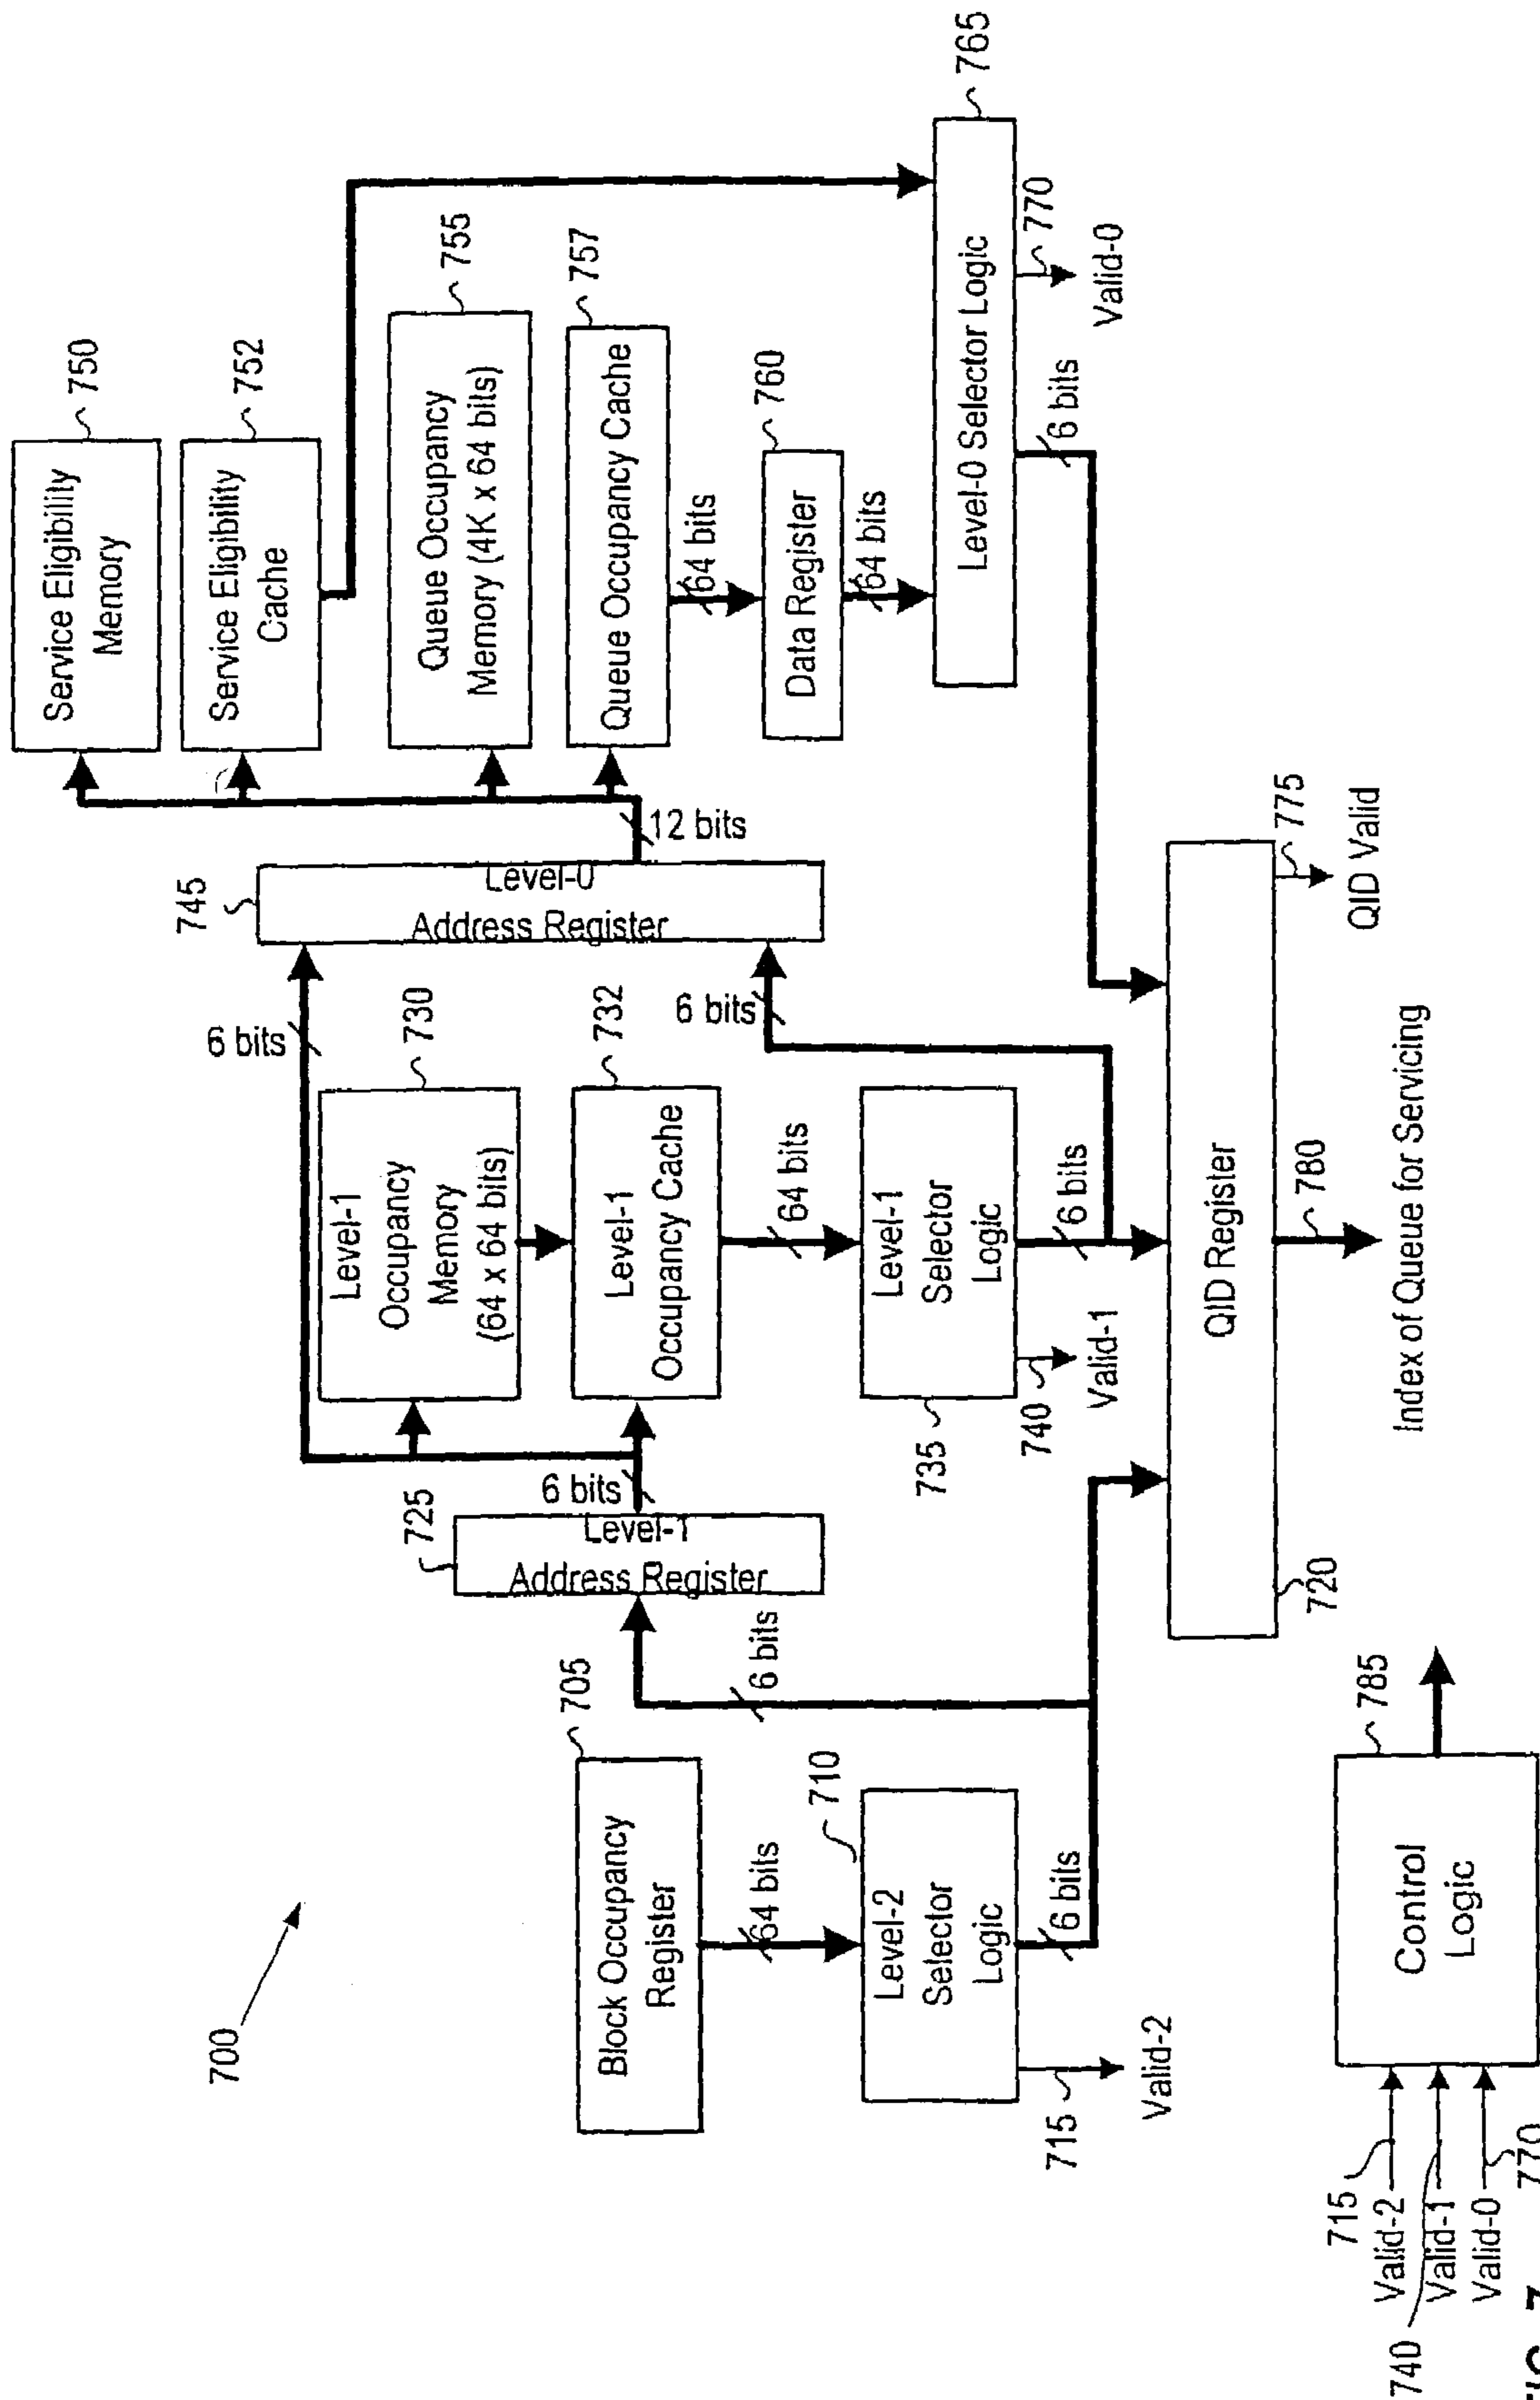 700
705
Block Occupancy
Register
64 bits
710
Level-2
Selector
Logic
6 bits
715
Valid-2
6 bits
725
Level-1
Address Register
6 bits
6 bits
730
Level-1
Occupancy
Memory
(64 x 64 bits)
732
Level-1
Occupancy Cache
64 bits
735
Level-1
Selector
Logic
6 bits
740
Valid-1
6 bits
745
Level-0
Address Register
12 bits
750
Service Eligibility
Memory
752
Service Eligibility
Cache
755
Queue Occupancy
Memory (4K x 64 bits)
757
Queue Occupancy Cache
64 bits
760
Data Register
64 bits
765
Level-0 Selector Logic
770
Valid-0
6 bits
720
QID Register
775
QID Valid
780
Index of Queue for Servicing
785
Control
Logic
715
Valid-2
Valid-1
Valid-0
740
770